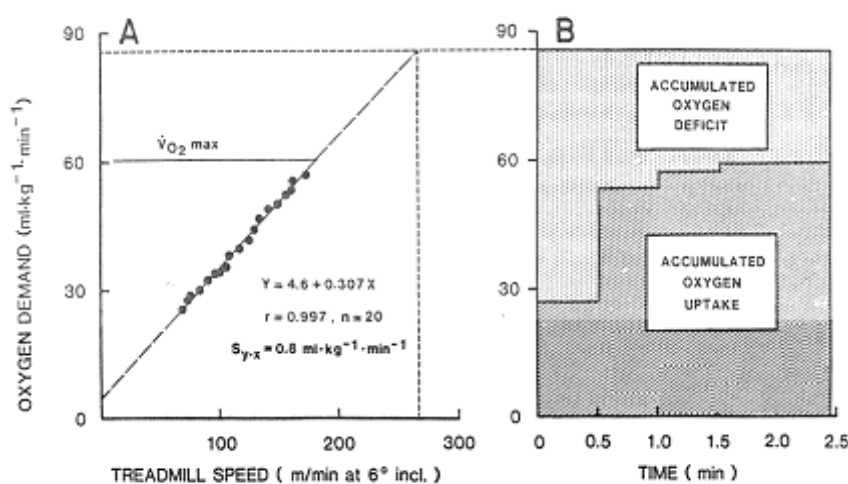 A
B
90
60
30
0
OXYGEN DEMAND (ml·kg⁻¹·min⁻¹)
V̇O₂ max
Y = 4.6 + 0.307X
r = 0.997 , n = 20
Sy·x = 0.8 ml·kg⁻¹·min⁻¹
100
200
300
TREADMILL SPEED ( m/min at 6° incl. )
90
60
30
0
ACCUMULATED
OXYGEN
DEFICIT
ACCUMULATED
OXYGEN
UPTAKE
0
0.5
1.0
1.5
2.0
2.5
TIME ( min )